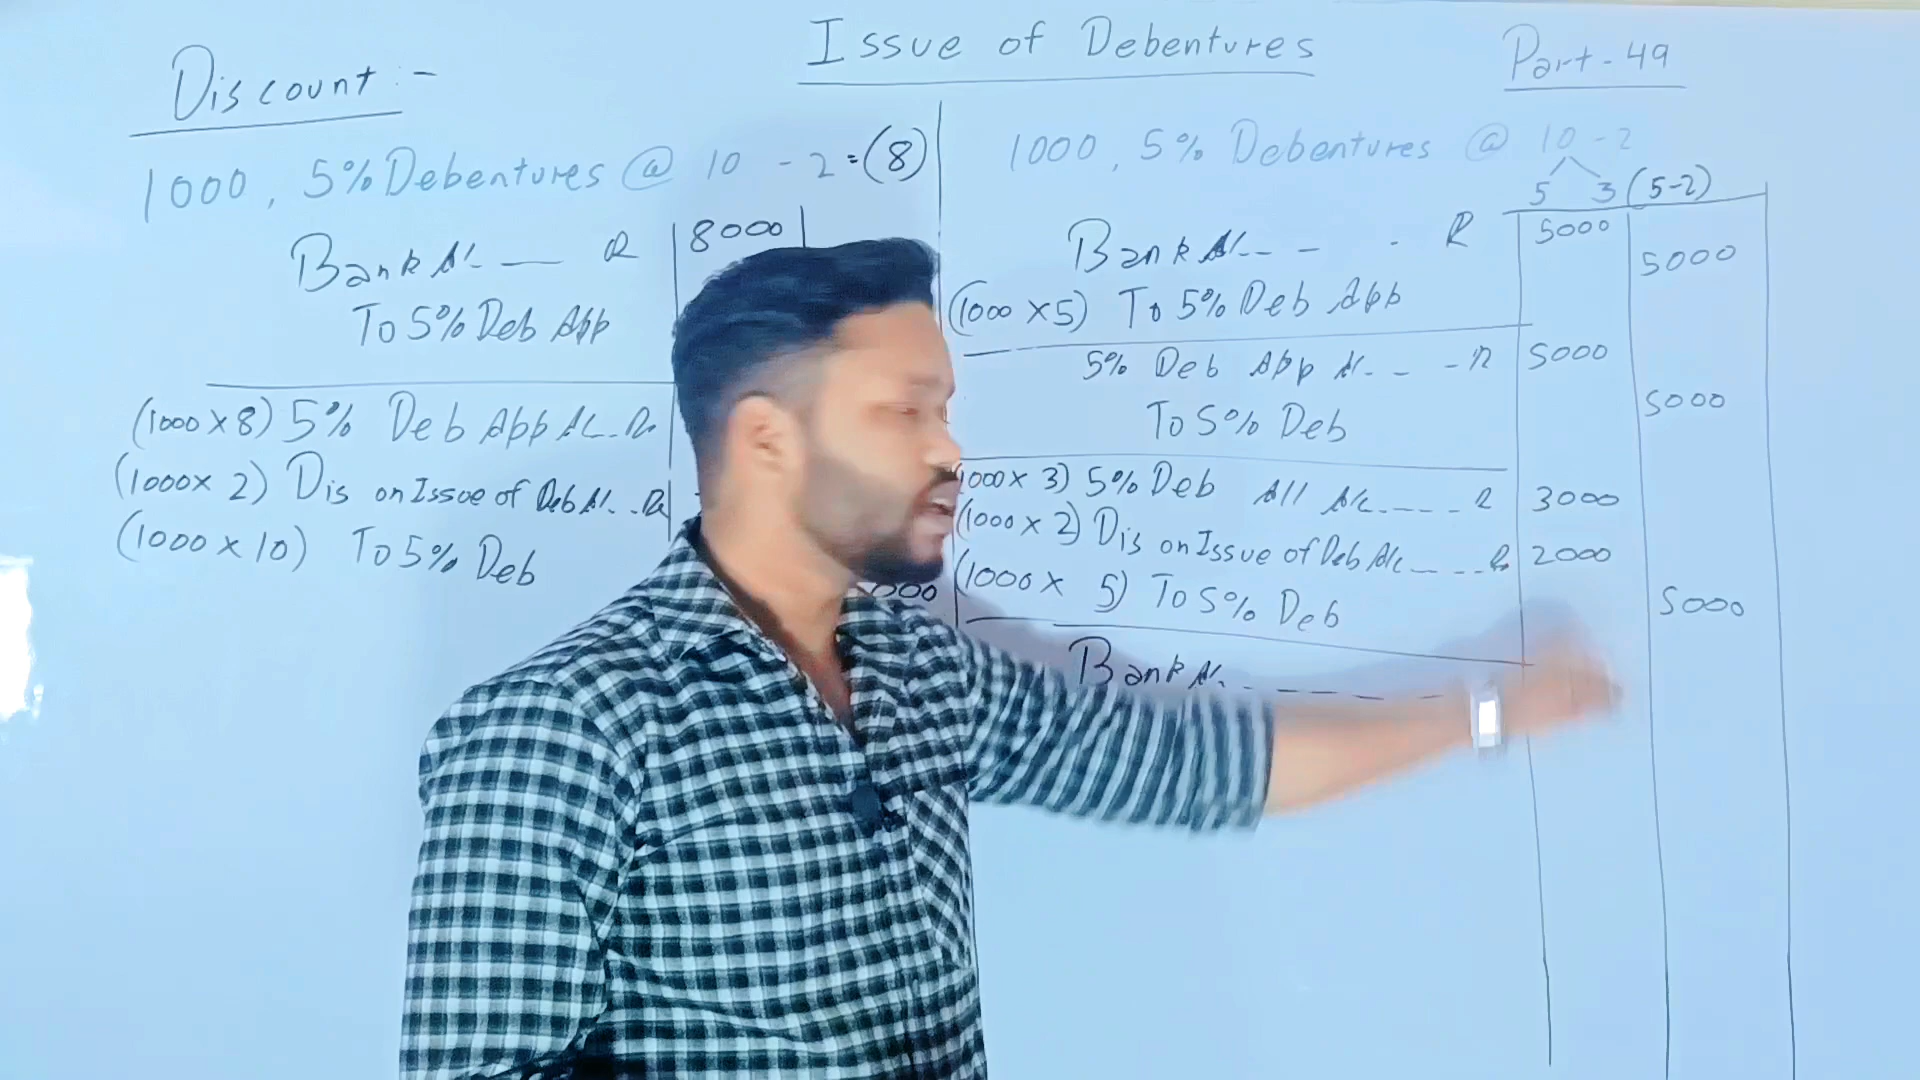 Issue of Debentures
Part - 49
Discount :-
1000, 5% Debentures @ 10 - 2 = (8)
Bank A/. __ 8000
To 5% Deb App
(1000 x 8) 5% Deb App A/c. Dr
(1000 x 2) Dis on Issue of Deb A/. . . Dr
(1000 x 10) To 5% Deb
1000, 5% Debentures @ 10 - 2
5 3 (5-2)
Bank A/. - - - 5000
(1000 x 5) To 5% Deb App 5000
5% Deb App A/. - - - 5000
To 5% Deb 5000
1000 x 3) 5% Deb All A/c. - - - - 3000
(1000 x 2) Dis on Issue of Deb A/c - - - Dr 2000
(1000 x 5) To 5% Deb 5000
Bank A/. - - - - -